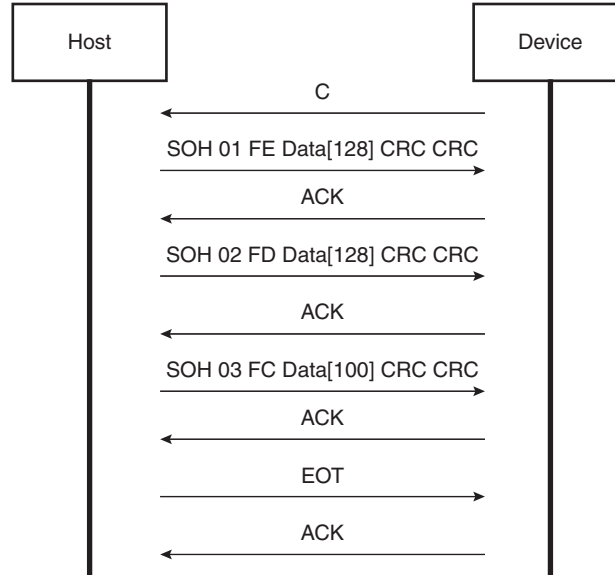 Host
Device
C
SOH 01 FE Data[128] CRC CRC
ACK
SOH 02 FD Data[128] CRC CRC
ACK
SOH 03 FC Data[100] CRC CRC
ACK
EOT
ACK